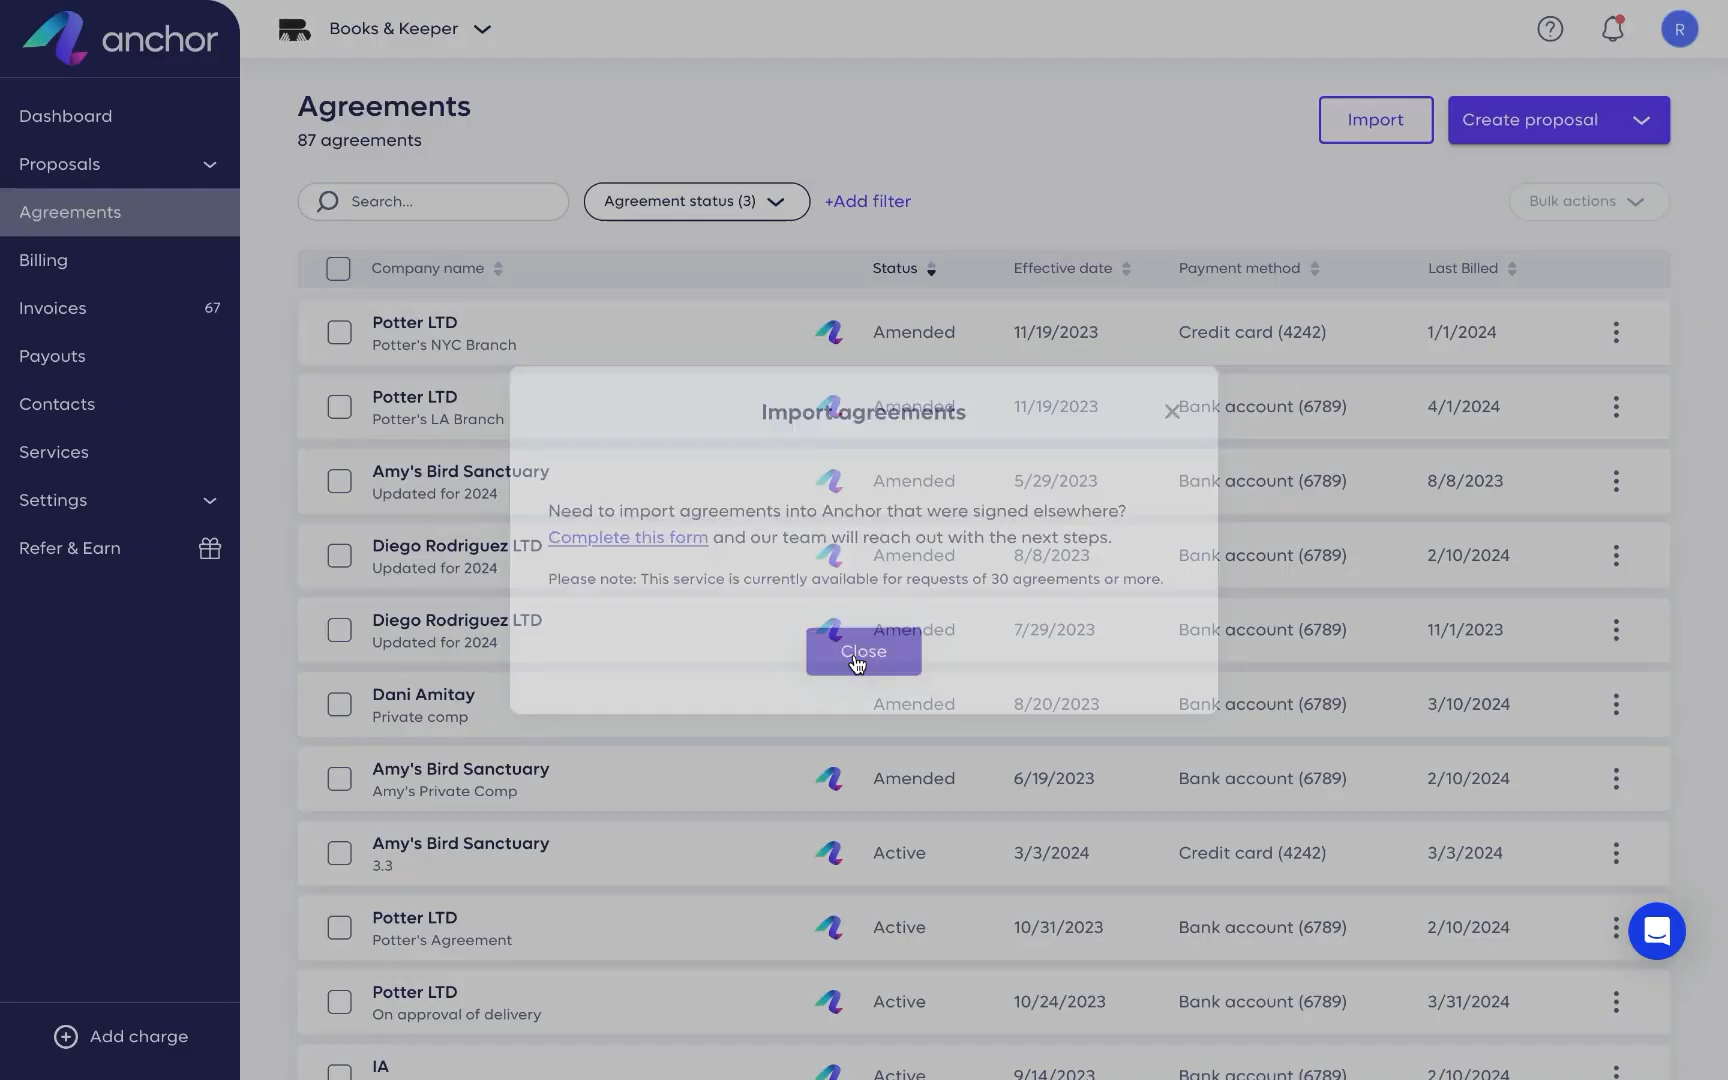 anchor
Books & Keeper
R
Dashboard
Proposals
Agreements
Billing
Invoices 67
Payouts
Contacts
Services
Settings
Refer & Earn
Add charge
Agreements
87 agreements
Import
Create proposal
Search...
Agreement status (3)
+Add filter
Bulk actions
Company name Status Effective date Payment method Last Billed
Potter LTD
Potter's NYC Branch
Amended 11/19/2023 Credit card (4242) 1/1/2024
Potter LTD
Potter's LA Branch
Amended 11/19/2023 Bank account (6789) 4/1/2024
Amy's Bird Sanctuary
Updated for 2024
Amended 5/29/2023 Bank account (6789) 8/8/2023
Diego Rodriguez LTD
Updated for 2024
Amended 8/8/2023 Bank account (6789) 2/10/2024
Diego Rodriguez LTD
Updated for 2024
Amended 7/29/2023 Bank account (6789) 11/1/2023
Dani Amitay
Private comp
Amended 8/20/2023 Bank account (6789) 3/10/2024
Amy's Bird Sanctuary
Amy's Private Comp
Amended 6/19/2023 Bank account (6789) 2/10/2024
Amy's Bird Sanctuary
3.3
Active 3/3/2024 Credit card (4242) 3/3/2024
Potter LTD
Potter's Agreement
Active 10/31/2023 Bank account (6789) 2/10/2024
Potter LTD
On approval of delivery
Active 10/24/2023 Bank account (6789) 3/31/2024
IA
Active 9/14/2023 Bank account (6789) 2/10/2024
Import agreements
Need to import agreements into Anchor that were signed elsewhere?
Complete this form and our team will reach out with the next steps.
Please note: This service is currently available for requests of 30 agreements or more.
Close